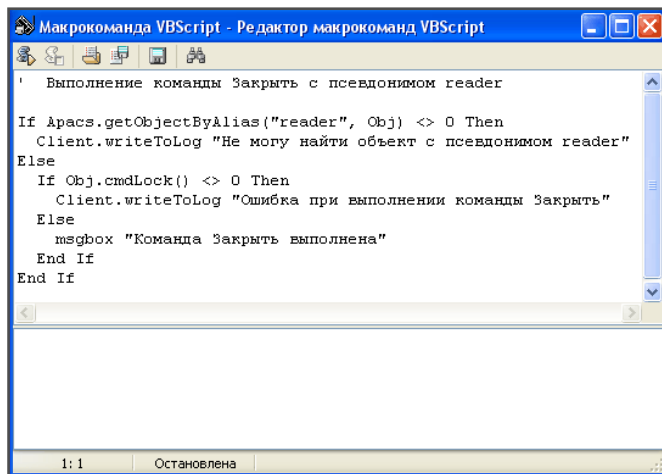 Макрокоманда VBScript - Редактор макрокоманд VBScript
'   Выполнение команды Закрыть с псевдонимом reader
If Apacs.getObjectByAlias("reader", Obj) <> 0 Then
  Client.writeToLog "Не могу найти объект с псевдонимом reader"
Else
  If Obj.cmdLock() <> 0 Then
    Client.writeToLog "Ошибка при выполнении команды Закрыть"
  Else
    msgbox "Команда Закрыть выполнена"
  End If
End If
1: 1 Остановлена